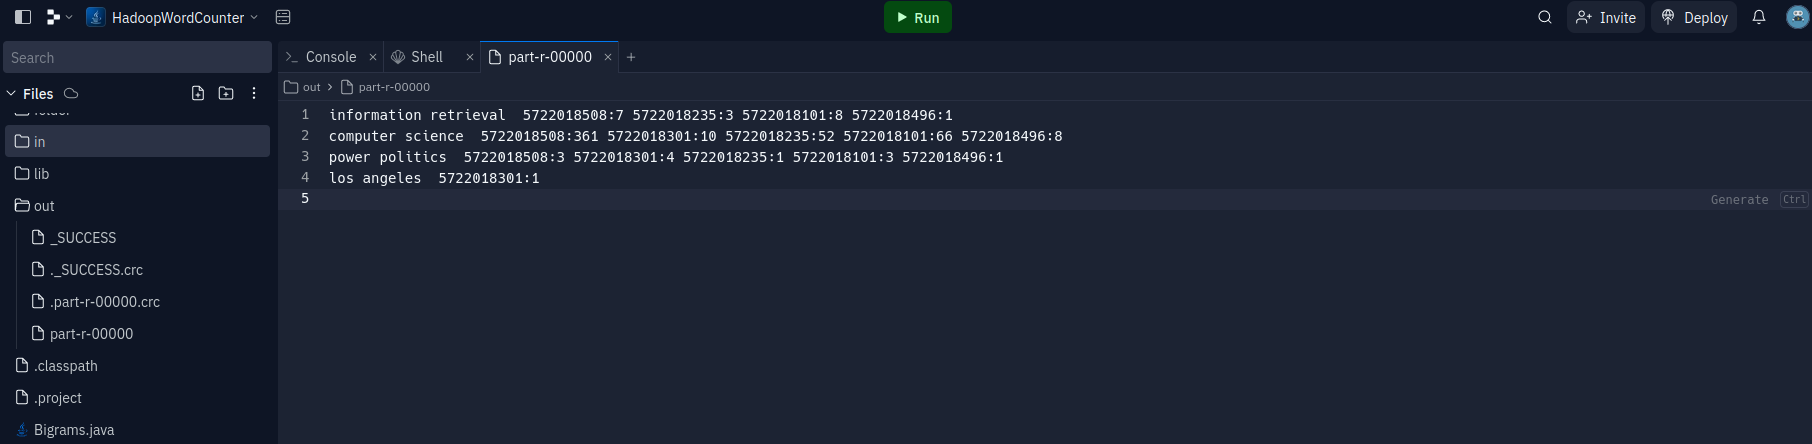 HadoopWordCounter
Run
Invite
Deploy
Search
Console
Shell
part-r-00000
Files
out
part-r-00000
folder
in
lib
out
_SUCCESS
._SUCCESS.crc
.part-r-00000.crc
part-r-00000
.classpath
.project
Bigrams.java
1 information retrieval 5722018508:7 5722018235:3 5722018101:8 5722018496:1
2 computer science 5722018508:361 5722018301:10 5722018235:52 5722018101:66 5722018496:8
3 power politics 5722018508:3 5722018301:4 5722018235:1 5722018101:3 5722018496:1
4 los angeles 5722018301:1
5
Generate Ctrl